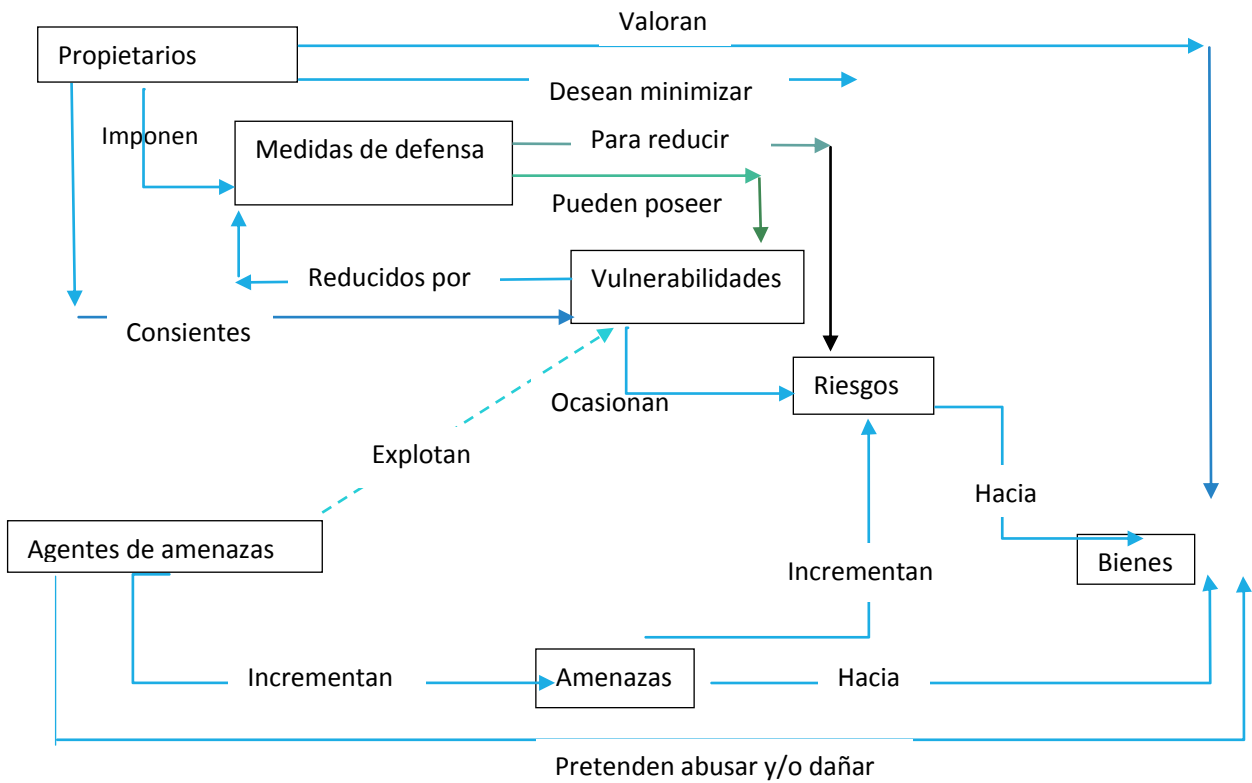 Valoran
Propietarios
Desean minimizar
Imponen
Medidas de defensa
Para reducir
Pueden poseer
Reducidos por
Vulnerabilidades
Consientes
Riesgos
Ocasionan
Explotan
Hacia
Agentes de amenazas
Incrementan
Bienes
Incrementan
Amenazas
Hacia
Pretenden abusar y/o dañar